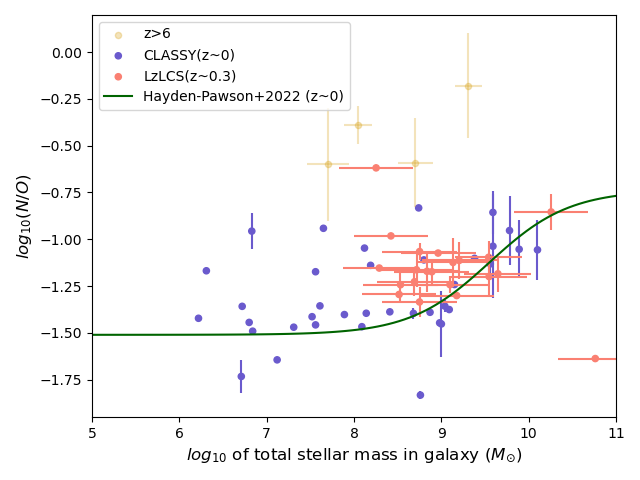 z>6
CLASSY(z~0)
LzLCS(z~0.3)
Hayden-Pawson+2022 (z~0)
0.00
−0.25
−0.50
−0.75
−1.00
−1.25
−1.50
−1.75
log₁₀(N/O)
5 6 7 8 9 10 11
log₁₀ of total stellar mass in galaxy (M☉)